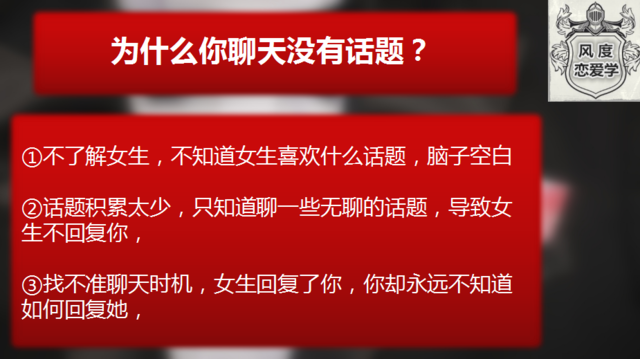 为什么你聊天没有话题？
风度
恋爱学
①不了解女生，不知道女生喜欢什么话题，脑子空白
②话题积累太少，只知道聊一些无聊的话题，导致女
生不回复你，
③找不准聊天时机，女生回复了你，你却永远不知道
如何回复她，